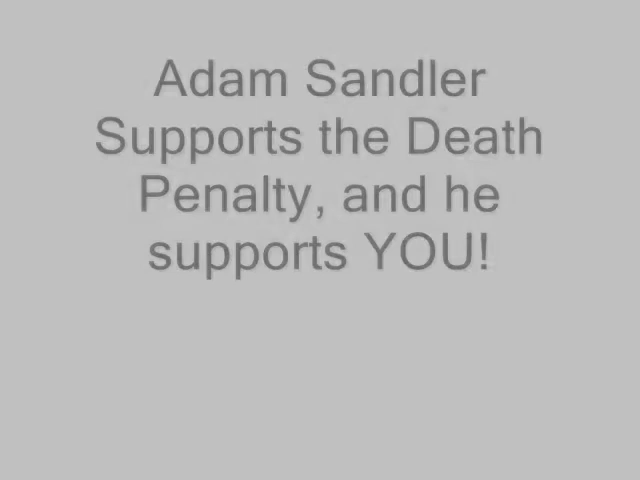 Adam Sandler
Supports the Death
Penalty, and he
supports YOU!